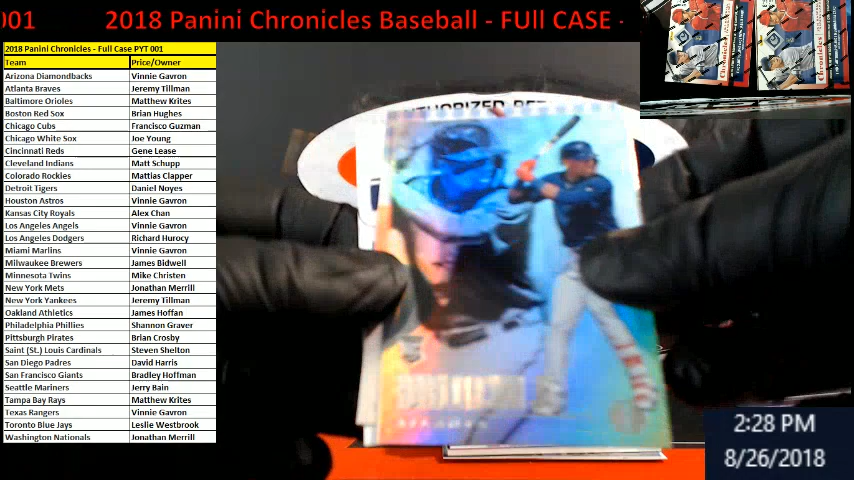 001 2018 Panini Chronicles Baseball - FUll CASE -
2018 Panini Chronicles - Full Case PYT 001
Team Price/Owner
Arizona Diamondbacks Vinnie Gavron
Atlanta Braves Jeremy Tillman
Baltimore Orioles Matthew Krites
Boston Red Sox Brian Hughes
Chicago Cubs Francisco Guzman
Chicago White Sox Joe Young
Cincinnati Reds Gene Lease
Cleveland Indians Matt Schupp
Colorado Rockies Mattias Clapper
Detroit Tigers Daniel Noyes
Houston Astros Vinnie Gavron
Kansas City Royals Alex Chan
Los Angeles Angels Vinnie Gavron
Los Angeles Dodgers Richard Hurocy
Miami Marlins Vinnie Gavron
Milwaukee Brewers James Bidwell
Minnesota Twins Mike Christen
New York Mets Jonathan Merrill
New York Yankees Jeremy Tillman
Oakland Athletics James Hoffan
Philadelphia Phillies Shannon Graver
Pittsburgh Pirates Brian Crosby
Saint (St.) Louis Cardinals Steven Shelton
San Diego Padres David Harris
San Francisco Giants Bradley Hoffman
Seattle Mariners Jerry Bain
Tampa Bay Rays Matthew Krites
Texas Rangers Vinnie Gavron
Toronto Blue Jays Leslie Westbrook
Washington Nationals Jonathan Merrill
Chronicles
Chronicles
2:28 PM
8/26/2018